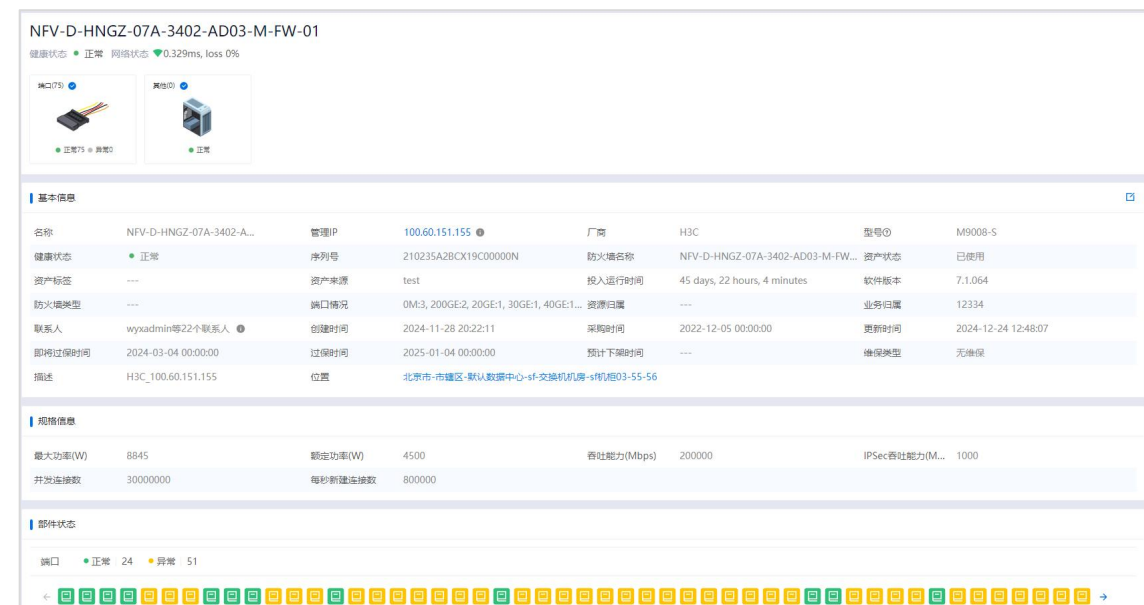 NFV-D-HNGZ-07A-3402-AD03-M-FW-01
健康状态 正常 网络状态 0.329ms, loss 0%
端口(75) 其他(0)
正常75 异常0 正常
基本信息
名称 NFV-D-HNGZ-07A-3402-A... 管理IP 100.60.151.155 厂商 H3C 型号 M9008-S
健康状态 正常 序列号 210235A2BCX19C00000N 防火墙名称 NFV-D-HNGZ-07A-3402-AD03-M-FW... 资产状态 已使用
资产标签 --- 资产来源 test 投入运行时间 45 days, 22 hours, 4 minutes 软件版本 7.1.064
防火墙类型 --- 端口情况 0M:3, 200GE:2, 20GE:1, 30GE:1, 40GE:1... 资源归属 --- 业务归属 12334
联系人 wyxadmin等22个联系人 创建时间 2024-11-28 20:22:11 采购时间 2022-12-05 00:00:00 更新时间 2024-12-24 12:48:07
即将过保时间 2024-03-04 00:00:00 过保时间 2025-01-04 00:00:00 预计下架时间 --- 维保类型 无维保
描述 H3C_100.60.151.155 位置 北京市-市辖区-默认数据中心-sf-交换机机房-sf机柜03-55-56
规格信息
最大功率(W) 8845 额定功率(W) 4500 吞吐能力(Mbps) 200000 IPSec吞吐能力(M... 1000
并发连接数 30000000 每秒新建连接数 800000
部件状态
端口 正常 24 异常 51